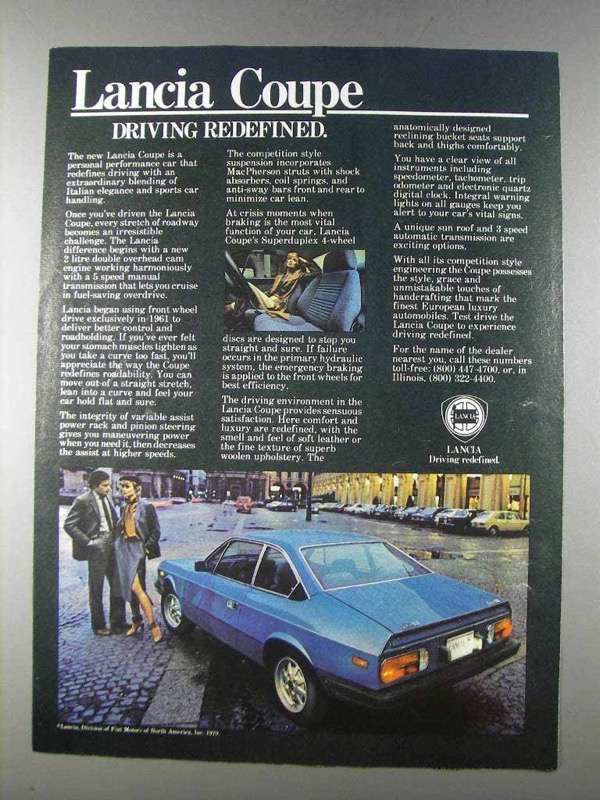 Lancia Coupe
DRIVING REDEFINED.
The new Lancia Coupe is a
personal performance car that
redefines driving with an
extraordinary blending of
Italian elegance and sports car
handling.
Once you've driven the Lancia
Coupe, every stretch of roadway
becomes an irresistible
challenge. The Lancia
difference begins with a new
2 litre double overhead cam
engine working harmoniously
with a 5 speed manual
transmission that lets you cruise
in fuel-saving overdrive.
Lancia began using front wheel
drive exclusively in 1961 to
deliver better control and
roadholding. If you've ever felt
your stomach muscles tighten as
you take a curve too fast, you'll
appreciate the way the Coupe
redefines roadability. You can
move out of a straight stretch,
lean into a curve and feel your
car hold flat and sure.
The integrity of variable assist
power rack and pinion steering
gives you maneuvering power
when you need it, then decreases
the assist at higher speeds.
The competition style
suspension incorporates
MacPherson struts with shock
absorbers, coil springs, and
anti-sway bars front and rear to
minimize car lean.
At crisis moments when
braking is the most vital
function of your car, Lancia
Coupe's Superduplex 4-wheel
discs are designed to stop you
straight and sure. If failure
occurs in the primary hydraulic
system, the emergency braking
is applied to the front wheels for
best efficiency.
The driving environment in the
Lancia Coupe provides sensuous
satisfaction. Here comfort and
luxury are redefined, with the
smell and feel of soft leather or
the fine texture of superb
woolen upholstery. The
anatomically designed
reclining bucket seats support
back and thighs comfortably.
You have a clear view of all
instruments including
speedometer, tachometer, trip
odometer and electronic quartz
digital clock. Integral warning
lights on all gauges keep you
alert to your car's vital signs.
A unique sun roof and 3 speed
automatic transmission are
exciting options.
With all its competition style
engineering the Coupe possesses
the style, grace and
unmistakable touches of
handcrafting that mark the
finest European luxury
automobiles. Test drive the
Lancia Coupe to experience
driving redefined.
For the name of the dealer
nearest you, call these numbers
toll-free: (800) 447-4700, or, in
Illinois, (800) 322-4400.
LANCIA
LANCIA
Driving redefined.
©Lancia, Division of Fiat Motors of North America, Inc. 1979.